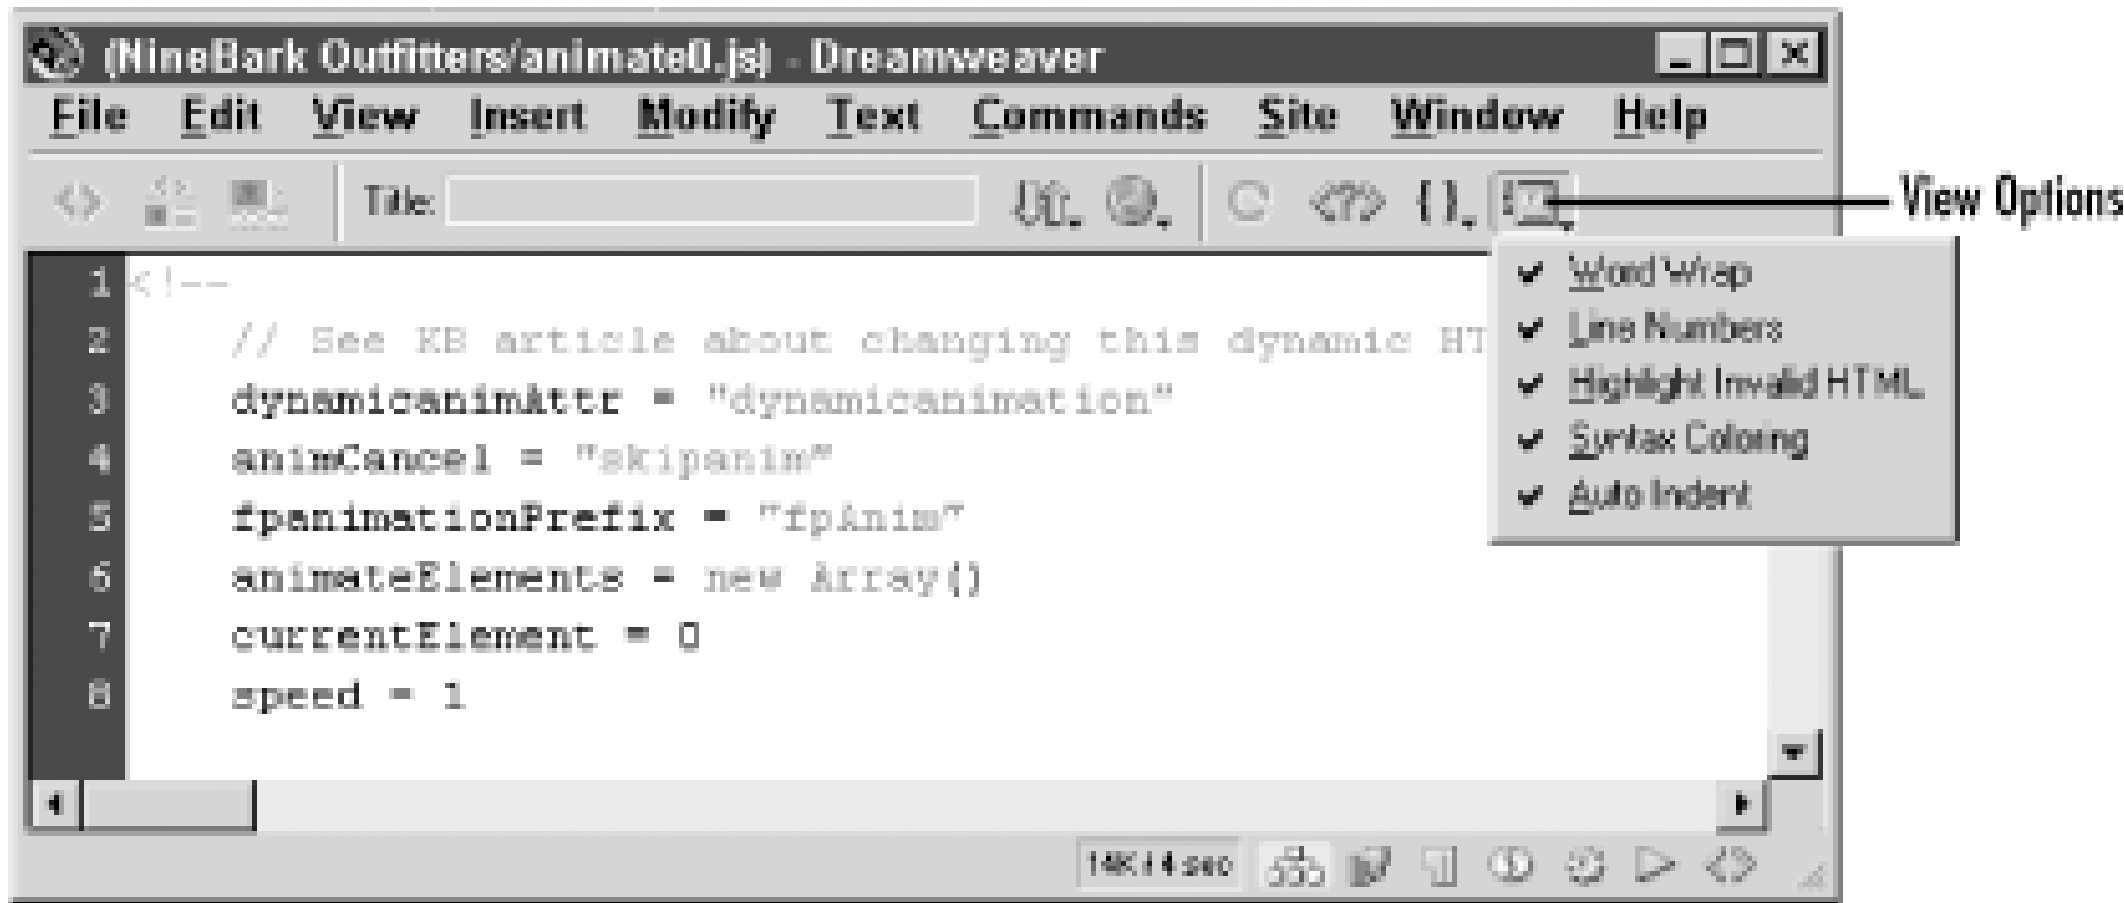 (NineBark Outfitters/animate0.js) - Dreamweaver
File Edit View Insert Modify Text Commands Site Window Help
Title:
View Options
Word Wrap
Line Numbers
Highlight Invalid HTML
Syntax Coloring
Auto Indent
1 <!--
2 // See KB article about changing this dynamic HT
3 dynamicanimAttr = "dynamicanimation"
4 animCancel = "skipanim"
5 fpanimationPrefix = "fpAnim"
6 animateElements = new Array()
7 currentElement = 0
8 speed = 1
14K / 4 sec